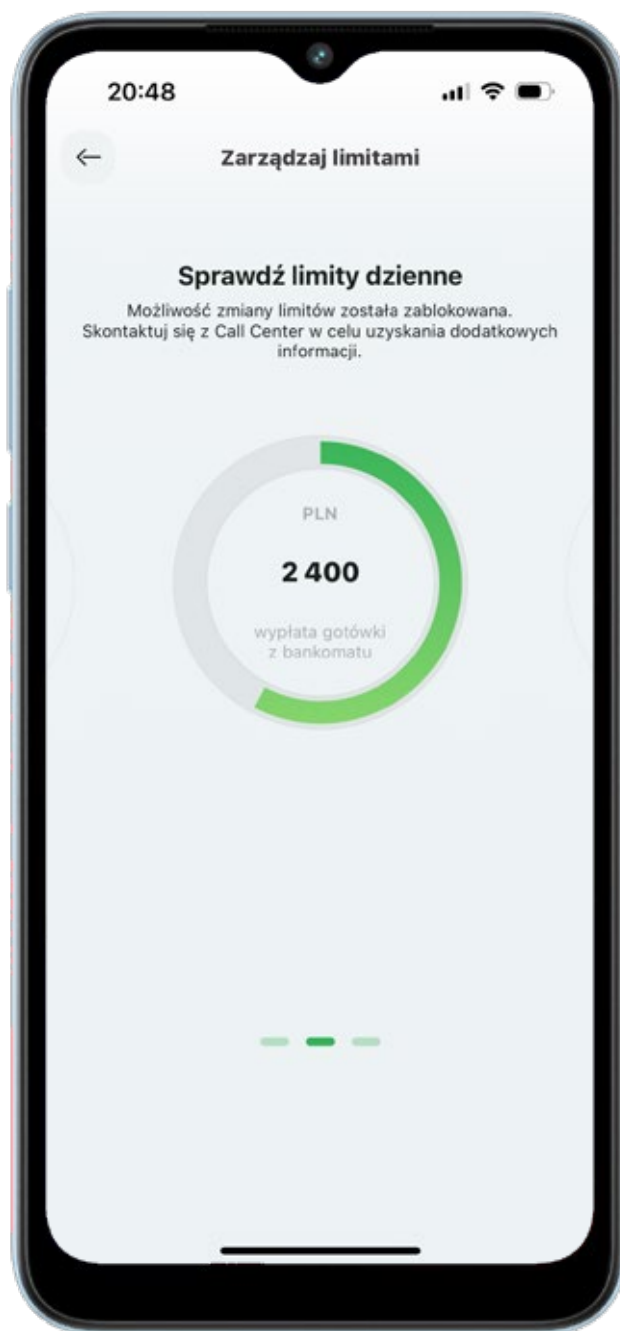 20:48
Zarządzaj limitami
Sprawdź limity dzienne
Możliwość zmiany limitów została zablokowana.
Skontaktuj się z Call Center w celu uzyskania dodatkowych
informacji.
PLN
2 400
wypłata gotówki
z bankomatu